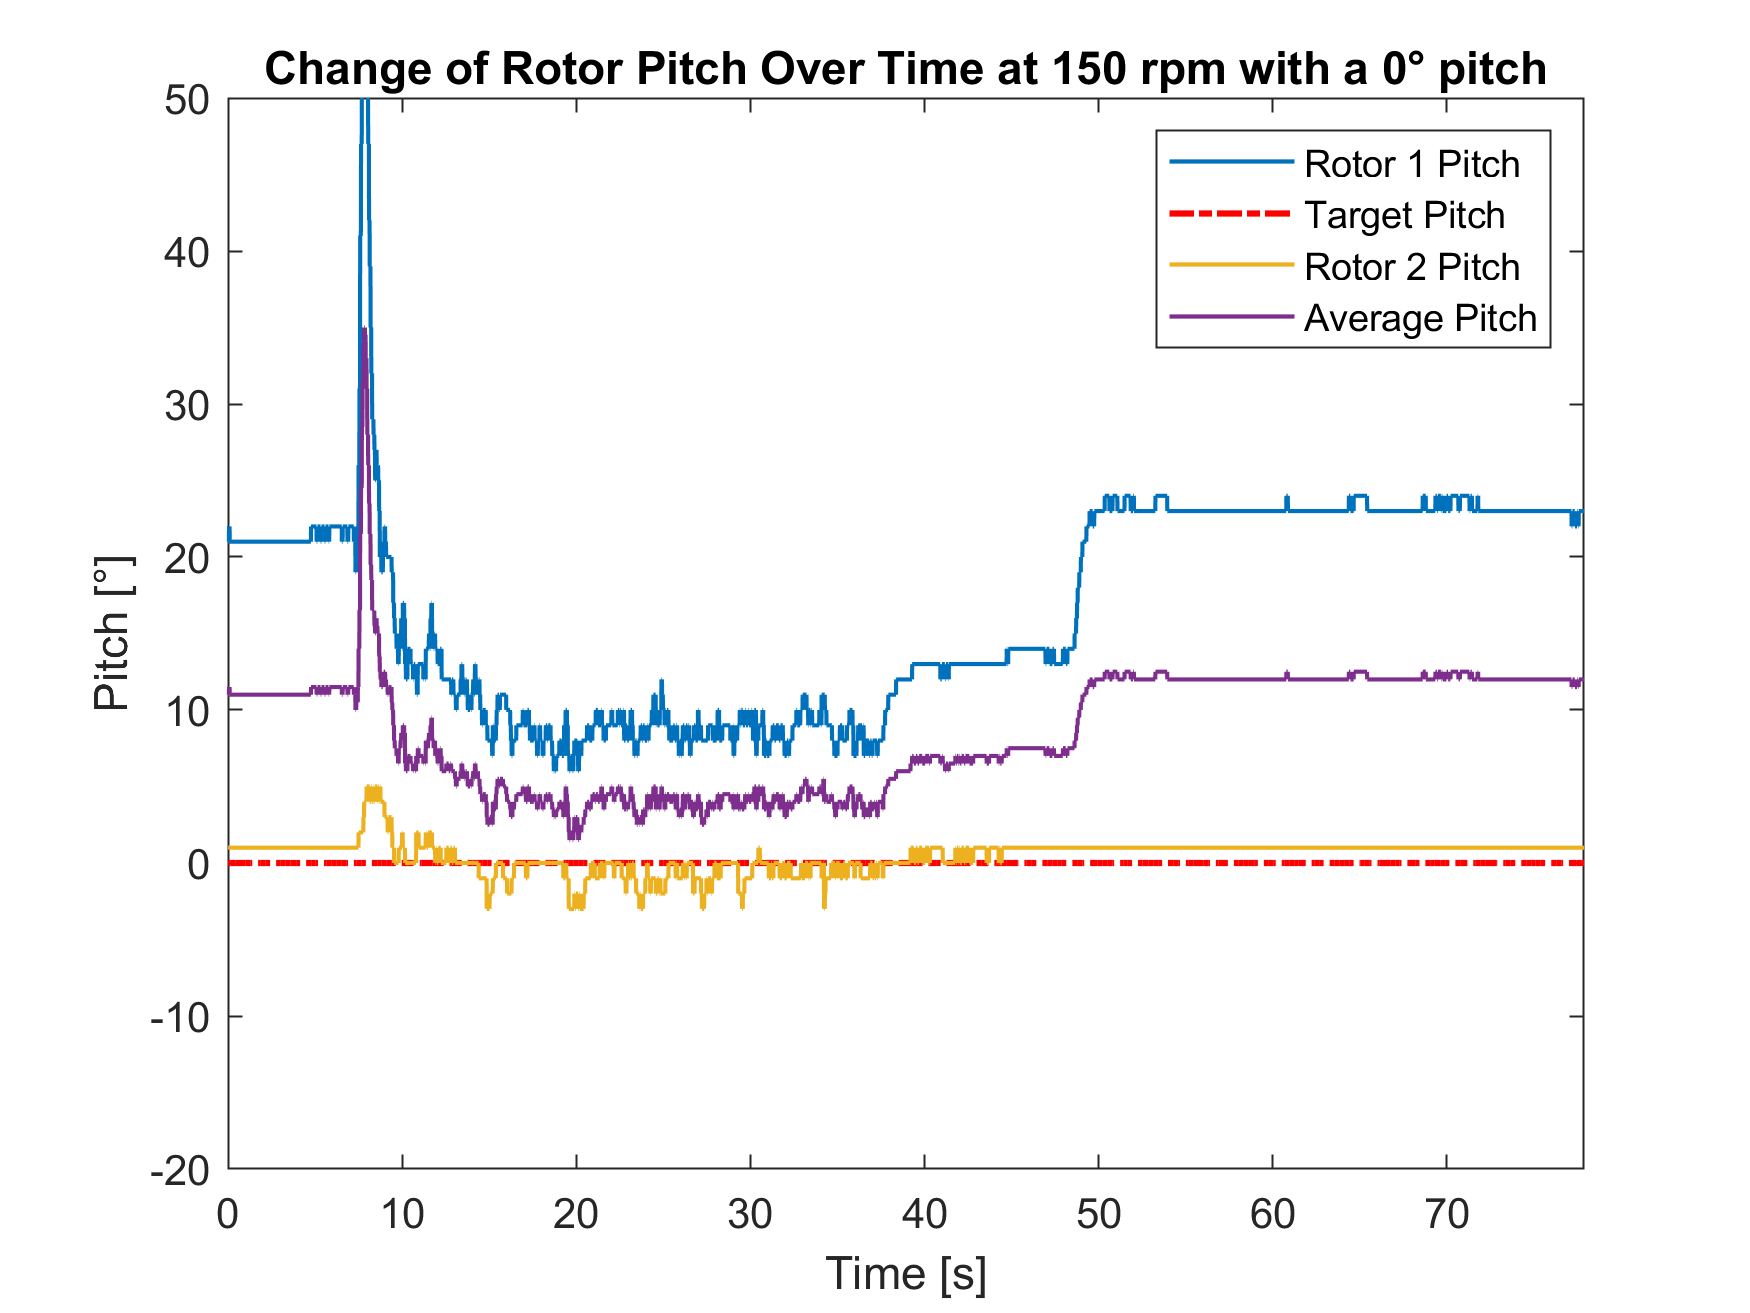 Change of Rotor Pitch Over Time at 150 rpm with a 0° pitch
50
40
30
20
10
0
-10
-20
Pitch [°]
Rotor 1 Pitch
Target Pitch
Rotor 2 Pitch
Average Pitch
0 10 20 30 40 50 60 70
Time [s]